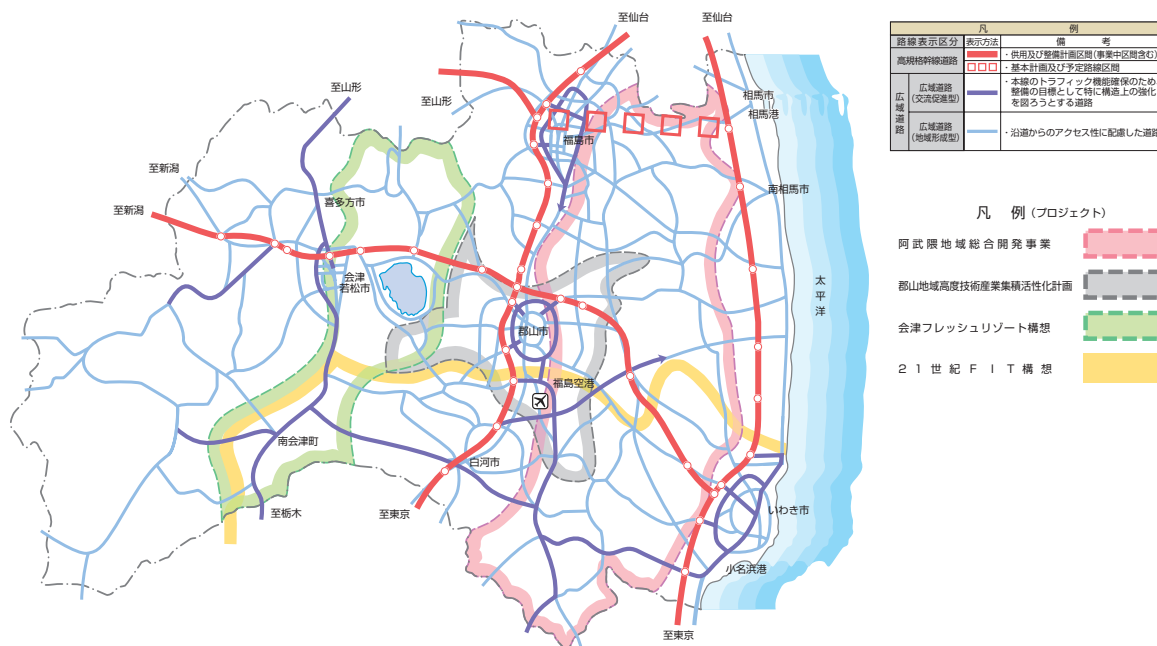 至仙台
至仙台
至山形
至山形
相馬市
相馬港
福島市
至新潟
至新潟
喜多方市
南相馬市
会津
若松市
太平洋
郡山市
福島空港
南会津町
白河市
至栃木
至東京
いわき市
小名浜港
至東京
凡 例
路線表示区分 表示方法 備 考
高規格幹線道路
・供用及び整備計画区間(事業中区間含む)
・基本計画及び予定路線区間
広域道路
広域道路
(交流促進型)
・本線のトラフィック機能確保のため
整備の目標として特に構造上の強化
を図ろうとする道路
広域道路
(地域形成型)
・沿道からのアクセス性に配慮した道路
凡 例(プロジェクト)
阿武隈地域総合開発事業
郡山地域高度技術産業集積活性化計画
会津フレッシュリゾート構想
21世紀FIT構想